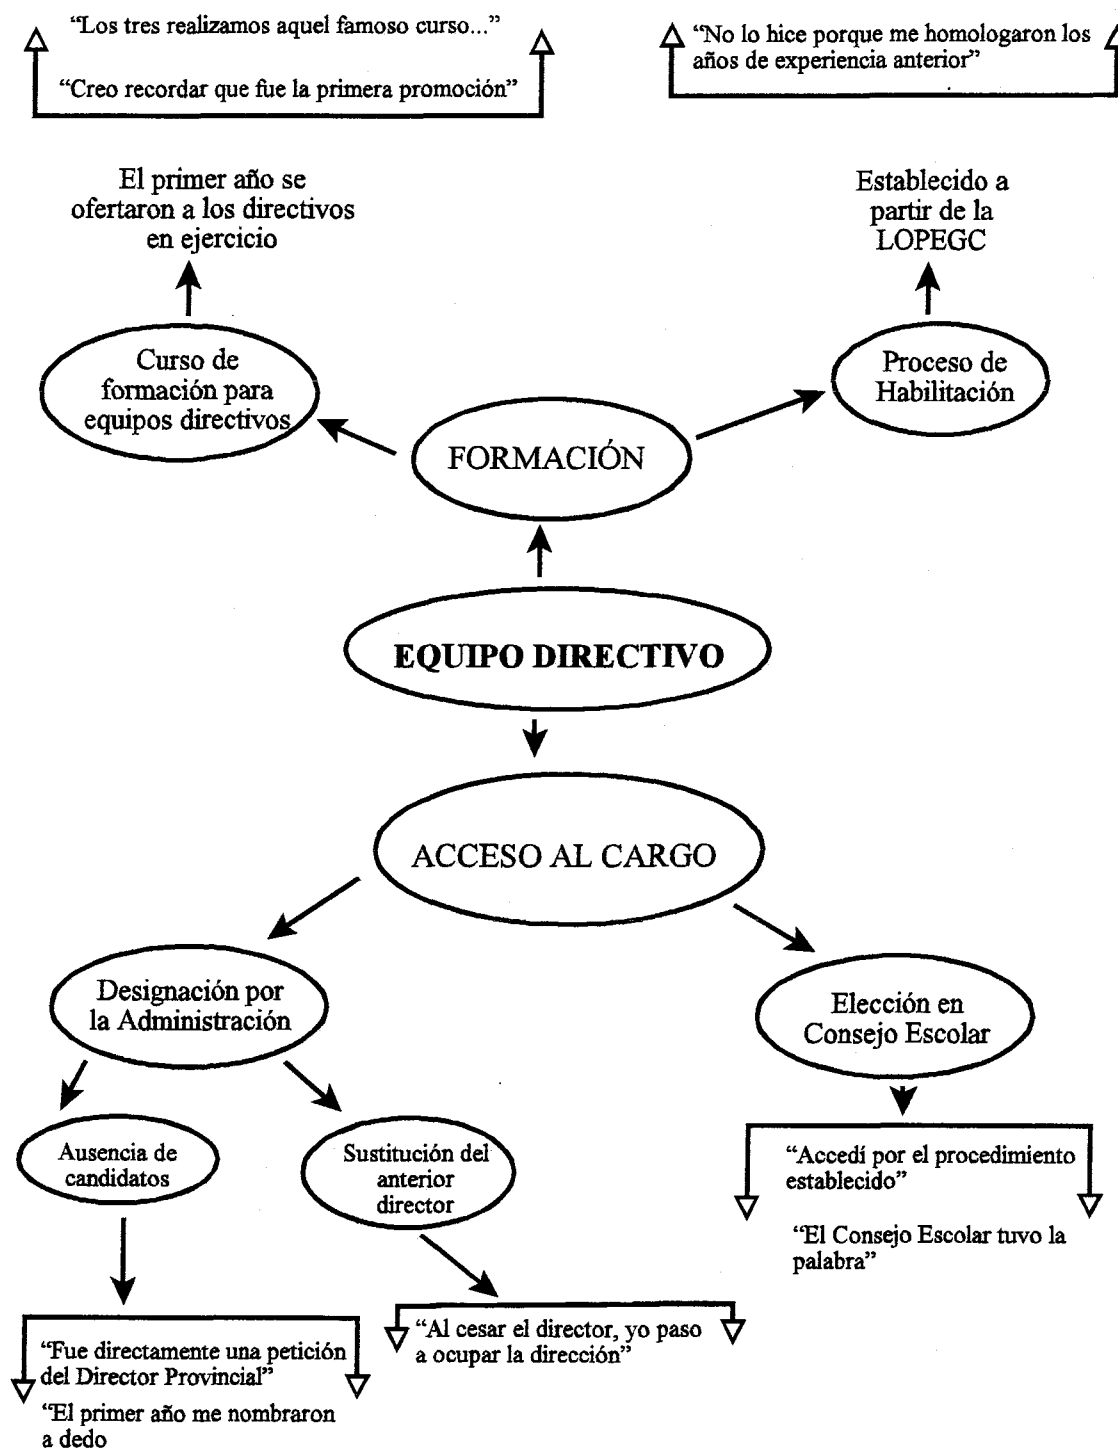 “Los tres realizamos aquel famoso curso...”
“Creo recordar que fue la primera promoción”
“No lo hice porque me homologaron los
años de experiencia anterior”
El primer año se
ofertaron a los directivos
en ejercicio
Establecido a
partir de la
LOPEGC
Curso de
formación para
equipos directivos
Proceso de
Habilitación
FORMACIÓN
EQUIPO DIRECTIVO
ACCESO AL CARGO
Designación por
la Administración
Elección en
Consejo Escolar
Ausencia de
candidatos
Sustitución del
anterior
director
“Accedí por el procedimiento
establecido”
“El Consejo Escolar tuvo la
palabra”
“Fue directamente una petición
del Director Provincial”
“El primer año me nombraron
a dedo
“Al cesar el director, yo paso
a ocupar la dirección”